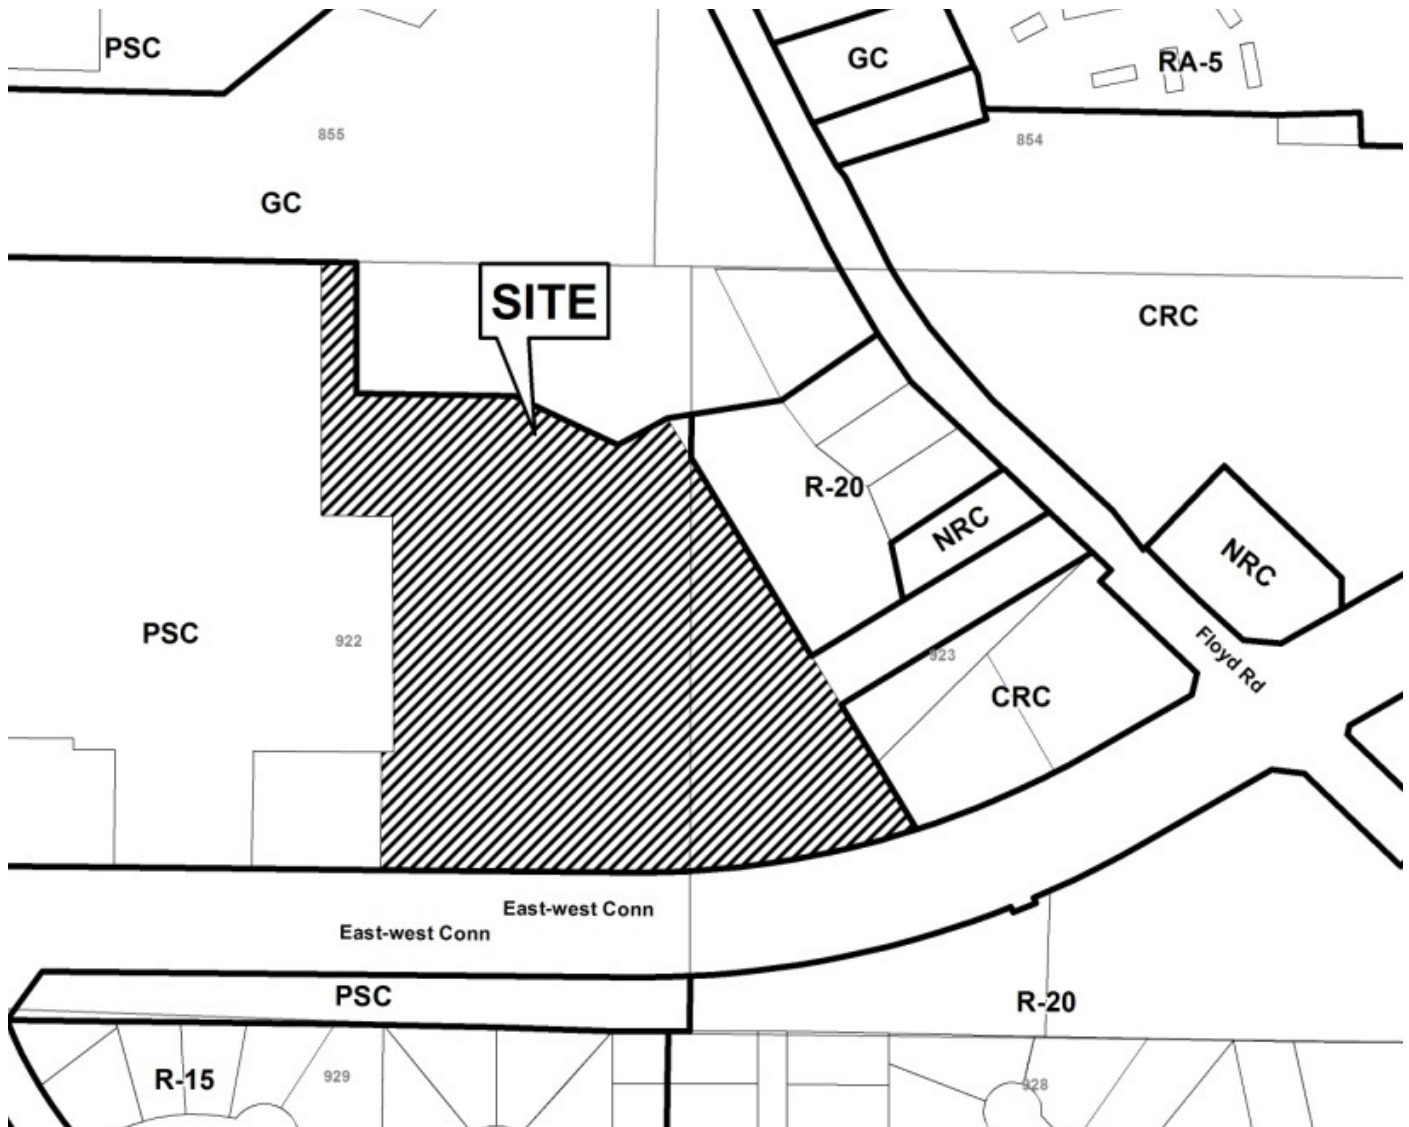 PSC
GC
RA-5
855
854
GC
SITE
CRC
R-20
NRC
NRC
PSC
922
923
Floyd Rd
CRC
East-west Conn
East-west Conn
PSC
R-20
R-15
929
928